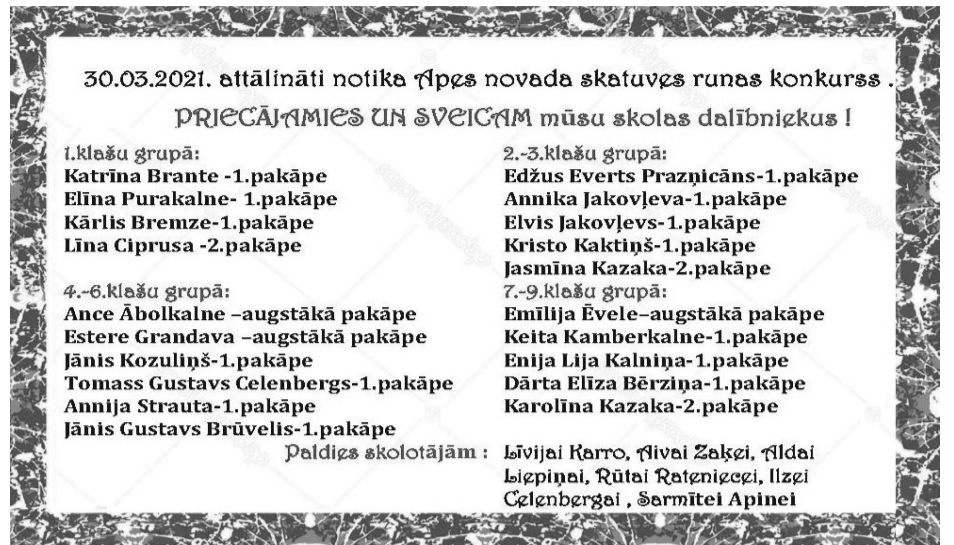 30.03.2021. attālināti notika Apes novada skatuves runas konkurss .
PRIECĀJAMIES UN SVEICAM mūsu skolas dalībniekus !
1.klašu grupā:
Katrīna Brante -1.pakāpe
Elīna Purakalne- 1.pakāpe
Kārlis Bremze-1.pakāpe
Līna Ciprusa -2.pakāpe
2.-3.klašu grupā:
Edžus Everts Prazņicāns-1.pakāpe
Annika Jakovļeva-1.pakāpe
Elvis Jakovļevs-1.pakāpe
Kristo Kaktiņš-1.pakāpe
Jasmīna Kazaka-2.pakāpe
4.-6.klašu grupā:
Ance Ābolkalne –augstākā pakāpe
Estere Grandava –augstākā pakāpe
Jānis Kozuliņš-1.pakāpe
Tomass Gustavs Celenbergs-1.pakāpe
Annija Strauta-1.pakāpe
Jānis Gustavs Brūvelis-1.pakāpe
7.-9.klašu grupā:
Emīlija Ēvele–augstākā pakāpe
Keita Kamberkalne-1.pakāpe
Enija Lija Kalniņa-1.pakāpe
Dārta Elīza Bērziņa-1.pakāpe
Karolīna Kazaka-2.pakāpe
Paldies skolotājām : Līvijai Karro, Aivai Zaķei, Aldai
Liepiņai, Rūtai Rateniecei, Ilzei
Celenbergai , Sarmītei Apinei